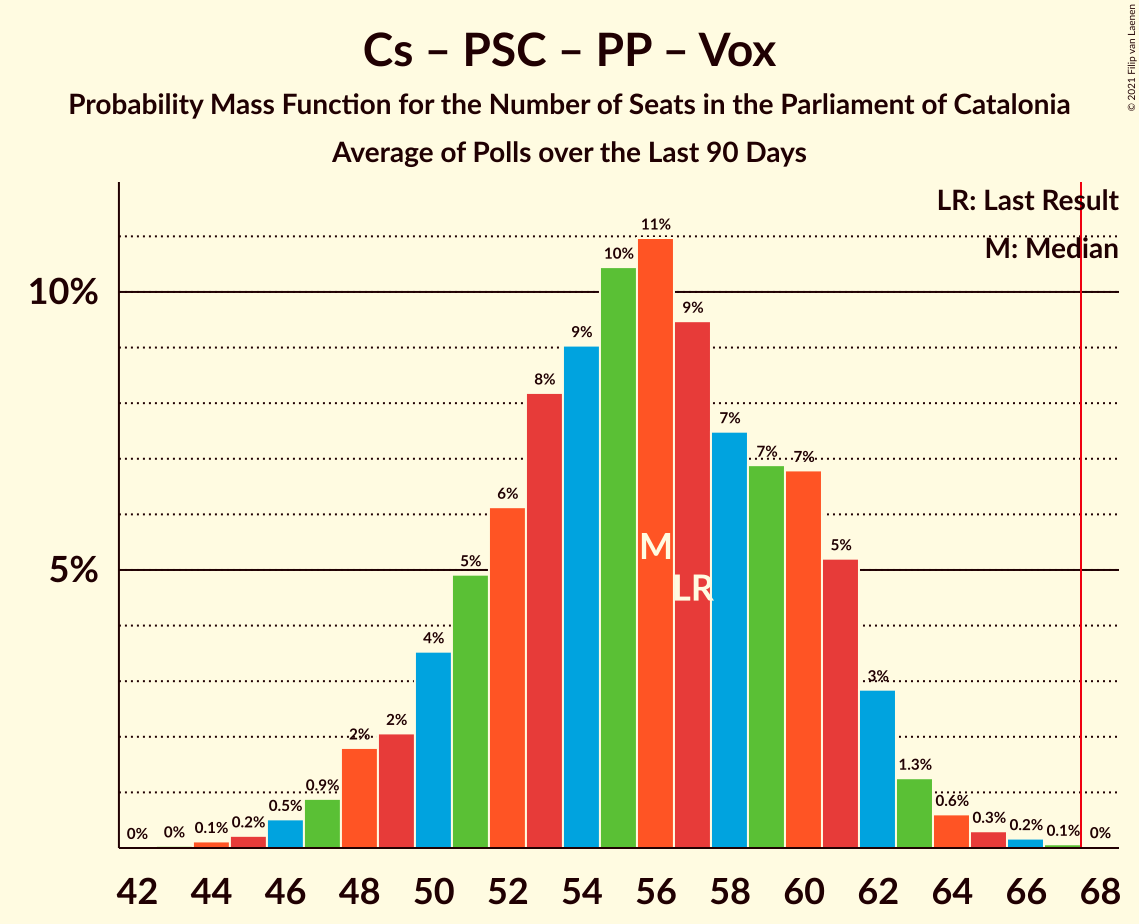 Cs – PSC – PP – Vox
Probability Mass Function for the Number of Seats in the Parliament of Catalonia
Average of Polls over the Last 90 Days
© 2021 Filip van Laenen
LR: Last Result
M: Median
10%
5%
0% 0% 0.1% 0.2% 0.5% 0.9% 2% 2% 4% 5% 6% 8% 9% 10% 11% 9% 7% 7% 7% 5% 3% 1.3% 0.6% 0.3% 0.2% 0.1% 0%
M
LR
42 44 46 48 50 52 54 56 58 60 62 64 66 68